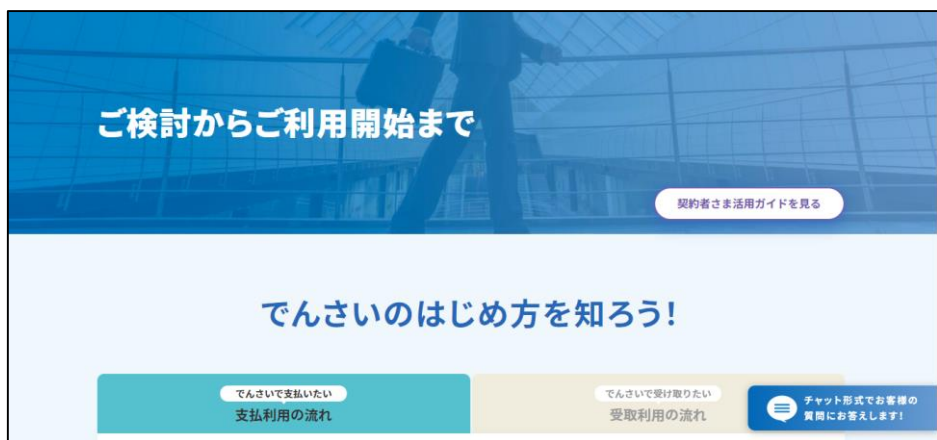 ご検討からご利用開始まで
契約者さま活用ガイドを見る
でんさいのはじめ方を知ろう!
でんさいで支払いたい
支払利用の流れ
でんさいで受け取りたい
受取利用の流れ
チャット形式でお客様の
質問にお答えします!